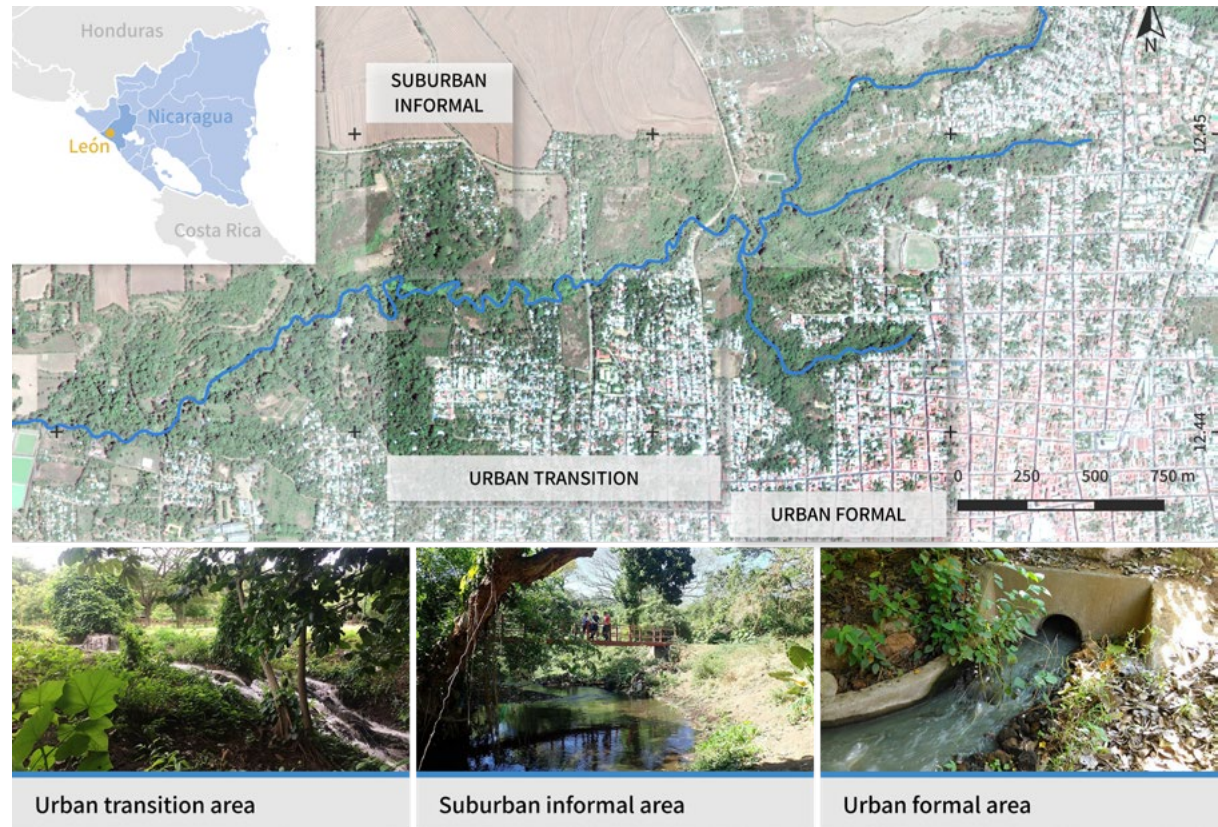 Honduras
Nicaragua
León
Costa Rica
SUBURBAN
INFORMAL
N
12.45
12.44
0 250 500 750 m
URBAN TRANSITION
URBAN FORMAL
Urban transition area
Suburban informal area
Urban formal area